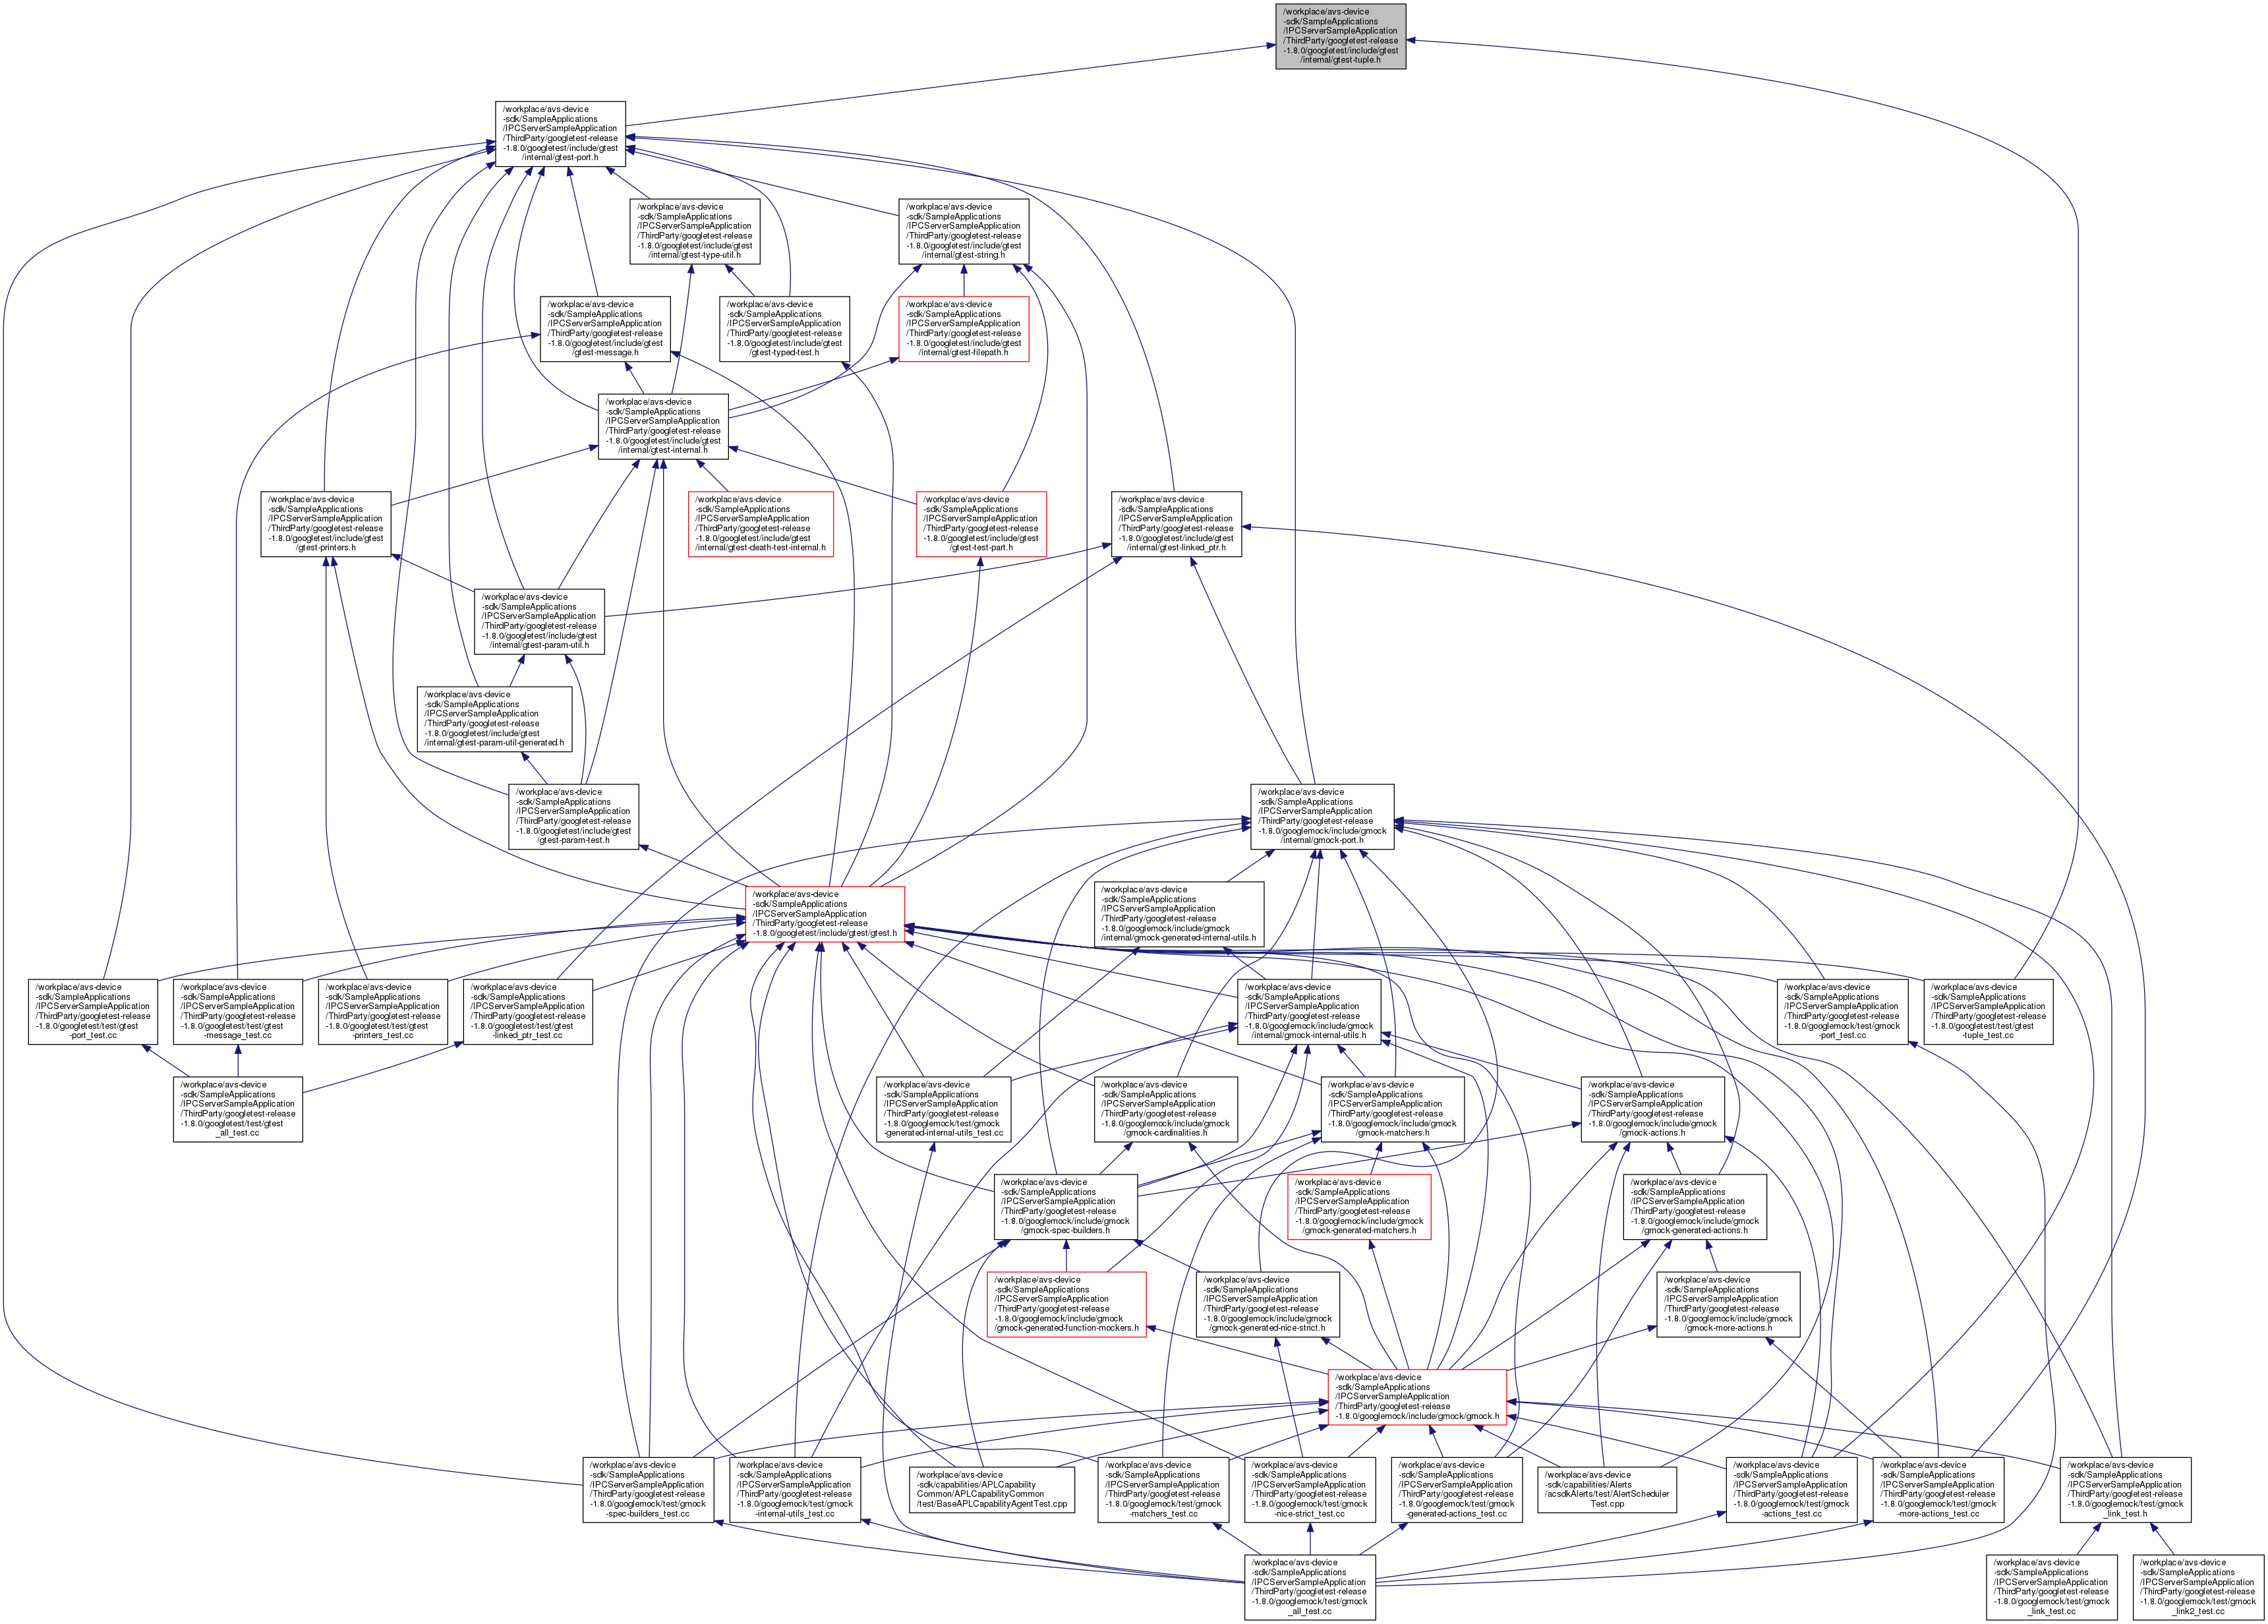 /workplace/avs-device
-sdk/SampleApplications
/IPCServerSampleApplication
/ThirdParty/googletest-release
-1.8.0/googletest/include/gtest
/internal/gtest-tuple.h
/workplace/avs-device
-sdk/SampleApplications
/IPCServerSampleApplication
/ThirdParty/googletest-release
-1.8.0/googletest/include/gtest
/internal/gtest-port.h
/workplace/avs-device
-sdk/SampleApplications
/IPCServerSampleApplication
/ThirdParty/googletest-release
-1.8.0/googletest/include/gtest
/internal/gtest-type-util.h
/workplace/avs-device
-sdk/SampleApplications
/IPCServerSampleApplication
/ThirdParty/googletest-release
-1.8.0/googletest/include/gtest
/internal/gtest-string.h
/workplace/avs-device
-sdk/SampleApplications
/IPCServerSampleApplication
/ThirdParty/googletest-release
-1.8.0/googletest/include/gtest
/gtest-message.h
/workplace/avs-device
-sdk/SampleApplications
/IPCServerSampleApplication
/ThirdParty/googletest-release
-1.8.0/googletest/include/gtest
/gtest-typed-test.h
/workplace/avs-device
-sdk/SampleApplications
/IPCServerSampleApplication
/ThirdParty/googletest-release
-1.8.0/googletest/include/gtest
/internal/gtest-filepath.h
/workplace/avs-device
-sdk/SampleApplications
/IPCServerSampleApplication
/ThirdParty/googletest-release
-1.8.0/googletest/include/gtest
/internal/gtest-internal.h
/workplace/avs-device
-sdk/SampleApplications
/IPCServerSampleApplication
/ThirdParty/googletest-release
-1.8.0/googletest/include/gtest
/gtest-printers.h
/workplace/avs-device
-sdk/SampleApplications
/IPCServerSampleApplication
/ThirdParty/googletest-release
-1.8.0/googletest/include/gtest
/internal/gtest-death-test-internal.h
/workplace/avs-device
-sdk/SampleApplications
/IPCServerSampleApplication
/ThirdParty/googletest-release
-1.8.0/googletest/include/gtest
/gtest-test-part.h
/workplace/avs-device
-sdk/SampleApplications
/IPCServerSampleApplication
/ThirdParty/googletest-release
-1.8.0/googletest/include/gtest
/internal/gtest-linked_ptr.h
/workplace/avs-device
-sdk/SampleApplications
/IPCServerSampleApplication
/ThirdParty/googletest-release
-1.8.0/googletest/include/gtest
/internal/gtest-param-util.h
/workplace/avs-device
-sdk/SampleApplications
/IPCServerSampleApplication
/ThirdParty/googletest-release
-1.8.0/googletest/include/gtest
/internal/gtest-param-util-generated.h
/workplace/avs-device
-sdk/SampleApplications
/IPCServerSampleApplication
/ThirdParty/googletest-release
-1.8.0/googletest/include/gtest
/gtest-param-test.h
/workplace/avs-device
-sdk/SampleApplications
/IPCServerSampleApplication
/ThirdParty/googletest-release
-1.8.0/googlemock/include/gmock
/internal/gmock-port.h
/workplace/avs-device
-sdk/SampleApplications
/IPCServerSampleApplication
/ThirdParty/googletest-release
-1.8.0/googletest/include/gtest/gtest.h
/workplace/avs-device
-sdk/SampleApplications
/IPCServerSampleApplication
/ThirdParty/googletest-release
-1.8.0/googlemock/include/gmock
/internal/gmock-generated-internal-utils.h
/workplace/avs-device
-sdk/SampleApplications
/IPCServerSampleApplication
/ThirdParty/googletest-release
-1.8.0/googletest/test/gtest
-port_test.cc
/workplace/avs-device
-sdk/SampleApplications
/IPCServerSampleApplication
/ThirdParty/googletest-release
-1.8.0/googletest/test/gtest
-message_test.cc
/workplace/avs-device
-sdk/SampleApplications
/IPCServerSampleApplication
/ThirdParty/googletest-release
-1.8.0/googletest/test/gtest
-printers_test.cc
/workplace/avs-device
-sdk/SampleApplications
/IPCServerSampleApplication
/ThirdParty/googletest-release
-1.8.0/googletest/test/gtest
-linked_ptr_test.cc
/workplace/avs-device
-sdk/SampleApplications
/IPCServerSampleApplication
/ThirdParty/googletest-release
-1.8.0/googlemock/include/gmock
/internal/gmock-internal-utils.h
/workplace/avs-device
-sdk/SampleApplications
/IPCServerSampleApplication
/ThirdParty/googletest-release
-1.8.0/googlemock/test/gmock
-port_test.cc
/workplace/avs-device
-sdk/SampleApplications
/IPCServerSampleApplication
/ThirdParty/googletest-release
-1.8.0/googletest/test/gtest
-tuple_test.cc
/workplace/avs-device
-sdk/SampleApplications
/IPCServerSampleApplication
/ThirdParty/googletest-release
-1.8.0/googletest/test/gtest
_all_test.cc
/workplace/avs-device
-sdk/SampleApplications
/IPCServerSampleApplication
/ThirdParty/googletest-release
-1.8.0/googlemock/test/gmock
-generated-internal-utils_test.cc
/workplace/avs-device
-sdk/SampleApplications
/IPCServerSampleApplication
/ThirdParty/googletest-release
-1.8.0/googlemock/include/gmock
/gmock-cardinalities.h
/workplace/avs-device
-sdk/SampleApplications
/IPCServerSampleApplication
/ThirdParty/googletest-release
-1.8.0/googlemock/include/gmock
/gmock-matchers.h
/workplace/avs-device
-sdk/SampleApplications
/IPCServerSampleApplication
/ThirdParty/googletest-release
-1.8.0/googlemock/include/gmock
/gmock-actions.h
/workplace/avs-device
-sdk/SampleApplications
/IPCServerSampleApplication
/ThirdParty/googletest-release
-1.8.0/googlemock/include/gmock
/gmock-spec-builders.h
/workplace/avs-device
-sdk/SampleApplications
/IPCServerSampleApplication
/ThirdParty/googletest-release
-1.8.0/googlemock/include/gmock
/gmock-generated-matchers.h
/workplace/avs-device
-sdk/SampleApplications
/IPCServerSampleApplication
/ThirdParty/googletest-release
-1.8.0/googlemock/include/gmock
/gmock-generated-actions.h
/workplace/avs-device
-sdk/SampleApplications
/IPCServerSampleApplication
/ThirdParty/googletest-release
-1.8.0/googlemock/include/gmock
/gmock-generated-function-mockers.h
/workplace/avs-device
-sdk/SampleApplications
/IPCServerSampleApplication
/ThirdParty/googletest-release
-1.8.0/googlemock/include/gmock
/gmock-generated-nice-strict.h
/workplace/avs-device
-sdk/SampleApplications
/IPCServerSampleApplication
/ThirdParty/googletest-release
-1.8.0/googlemock/include/gmock
/gmock-more-actions.h
/workplace/avs-device
-sdk/SampleApplications
/IPCServerSampleApplication
/ThirdParty/googletest-release
-1.8.0/googlemock/include/gmock/gmock.h
/workplace/avs-device
-sdk/SampleApplications
/IPCServerSampleApplication
/ThirdParty/googletest-release
-1.8.0/googlemock/test/gmock
-spec-builders_test.cc
/workplace/avs-device
-sdk/SampleApplications
/IPCServerSampleApplication
/ThirdParty/googletest-release
-1.8.0/googlemock/test/gmock
-internal-utils_test.cc
/workplace/avs-device
-sdk/capabilities/APLCapability
Common/APLCapabilityCommon
/test/BaseAPLCapabilityAgentTest.cpp
/workplace/avs-device
-sdk/SampleApplications
/IPCServerSampleApplication
/ThirdParty/googletest-release
-1.8.0/googlemock/test/gmock
-matchers_test.cc
/workplace/avs-device
-sdk/SampleApplications
/IPCServerSampleApplication
/ThirdParty/googletest-release
-1.8.0/googlemock/test/gmock
-nice-strict_test.cc
/workplace/avs-device
-sdk/SampleApplications
/IPCServerSampleApplication
/ThirdParty/googletest-release
-1.8.0/googlemock/test/gmock
-generated-actions_test.cc
/workplace/avs-device
-sdk/capabilities/Alerts
/acsdkAlerts/test/AlertScheduler
Test.cpp
/workplace/avs-device
-sdk/SampleApplications
/IPCServerSampleApplication
/ThirdParty/googletest-release
-1.8.0/googlemock/test/gmock
-actions_test.cc
/workplace/avs-device
-sdk/SampleApplications
/IPCServerSampleApplication
/ThirdParty/googletest-release
-1.8.0/googlemock/test/gmock
-more-actions_test.cc
/workplace/avs-device
-sdk/SampleApplications
/IPCServerSampleApplication
/ThirdParty/googletest-release
-1.8.0/googlemock/test/gmock
_link_test.h
/workplace/avs-device
-sdk/SampleApplications
/IPCServerSampleApplication
/ThirdParty/googletest-release
-1.8.0/googlemock/test/gmock
_all_test.cc
/workplace/avs-device
-sdk/SampleApplications
/IPCServerSampleApplication
/ThirdParty/googletest-release
-1.8.0/googlemock/test/gmock
_link_test.cc
/workplace/avs-device
-sdk/SampleApplications
/IPCServerSampleApplication
/ThirdParty/googletest-release
-1.8.0/googlemock/test/gmock
_link2_test.cc